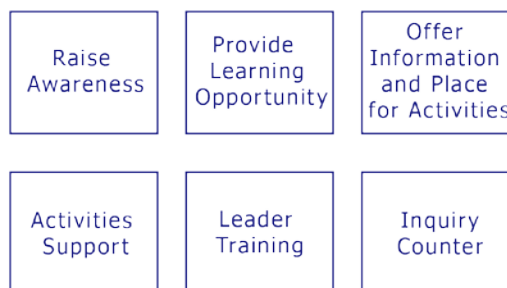 Raise
Awareness
Provide
Learning
Opportunity
Offer
Information
and Place
for Activities
Activities
Support
Leader
Training
Inquiry
Counter